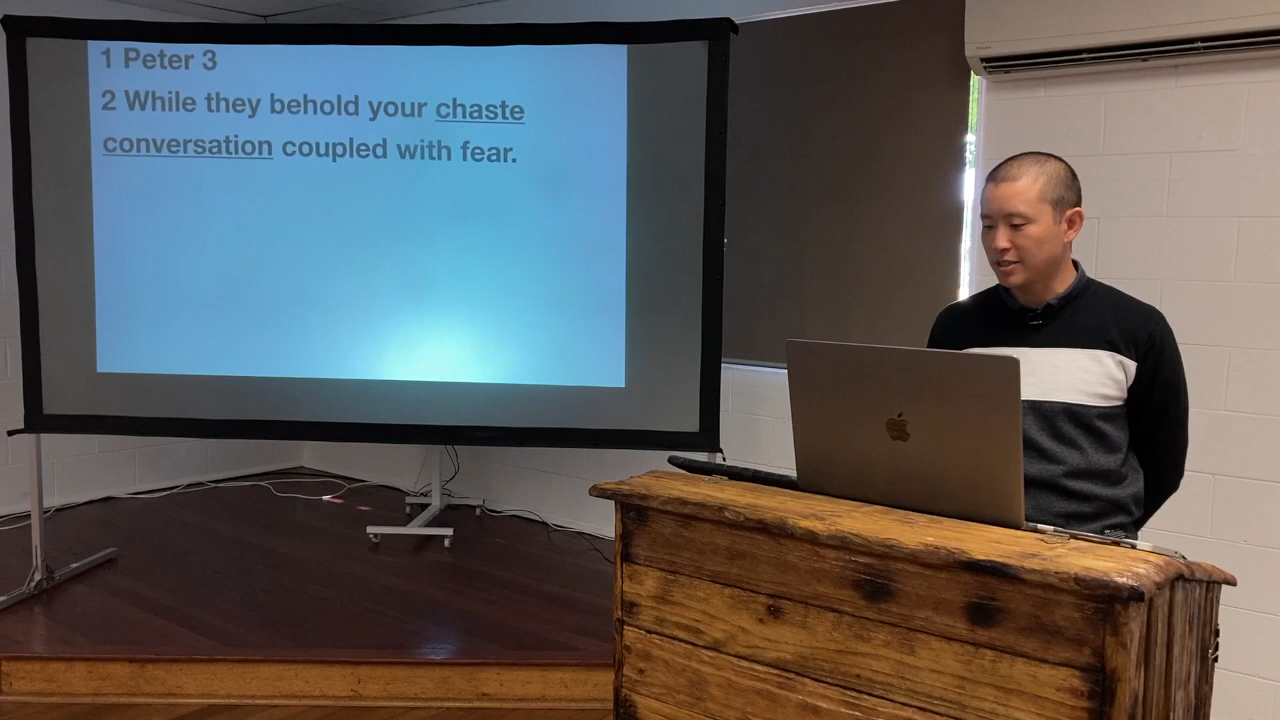 1 Peter 3
2 While they behold your chaste
conversation coupled with fear.